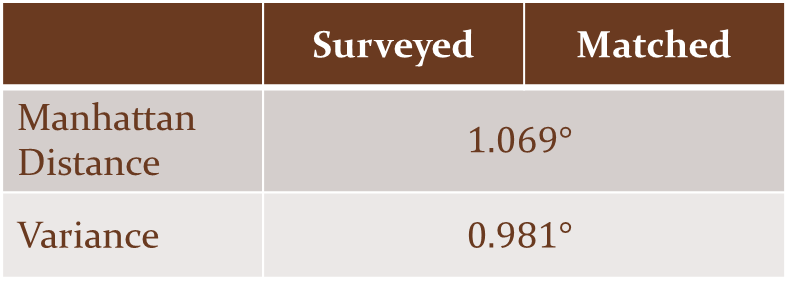 Surveyed Matched
Manhattan
Distance
1.069°
Variance 0.981°